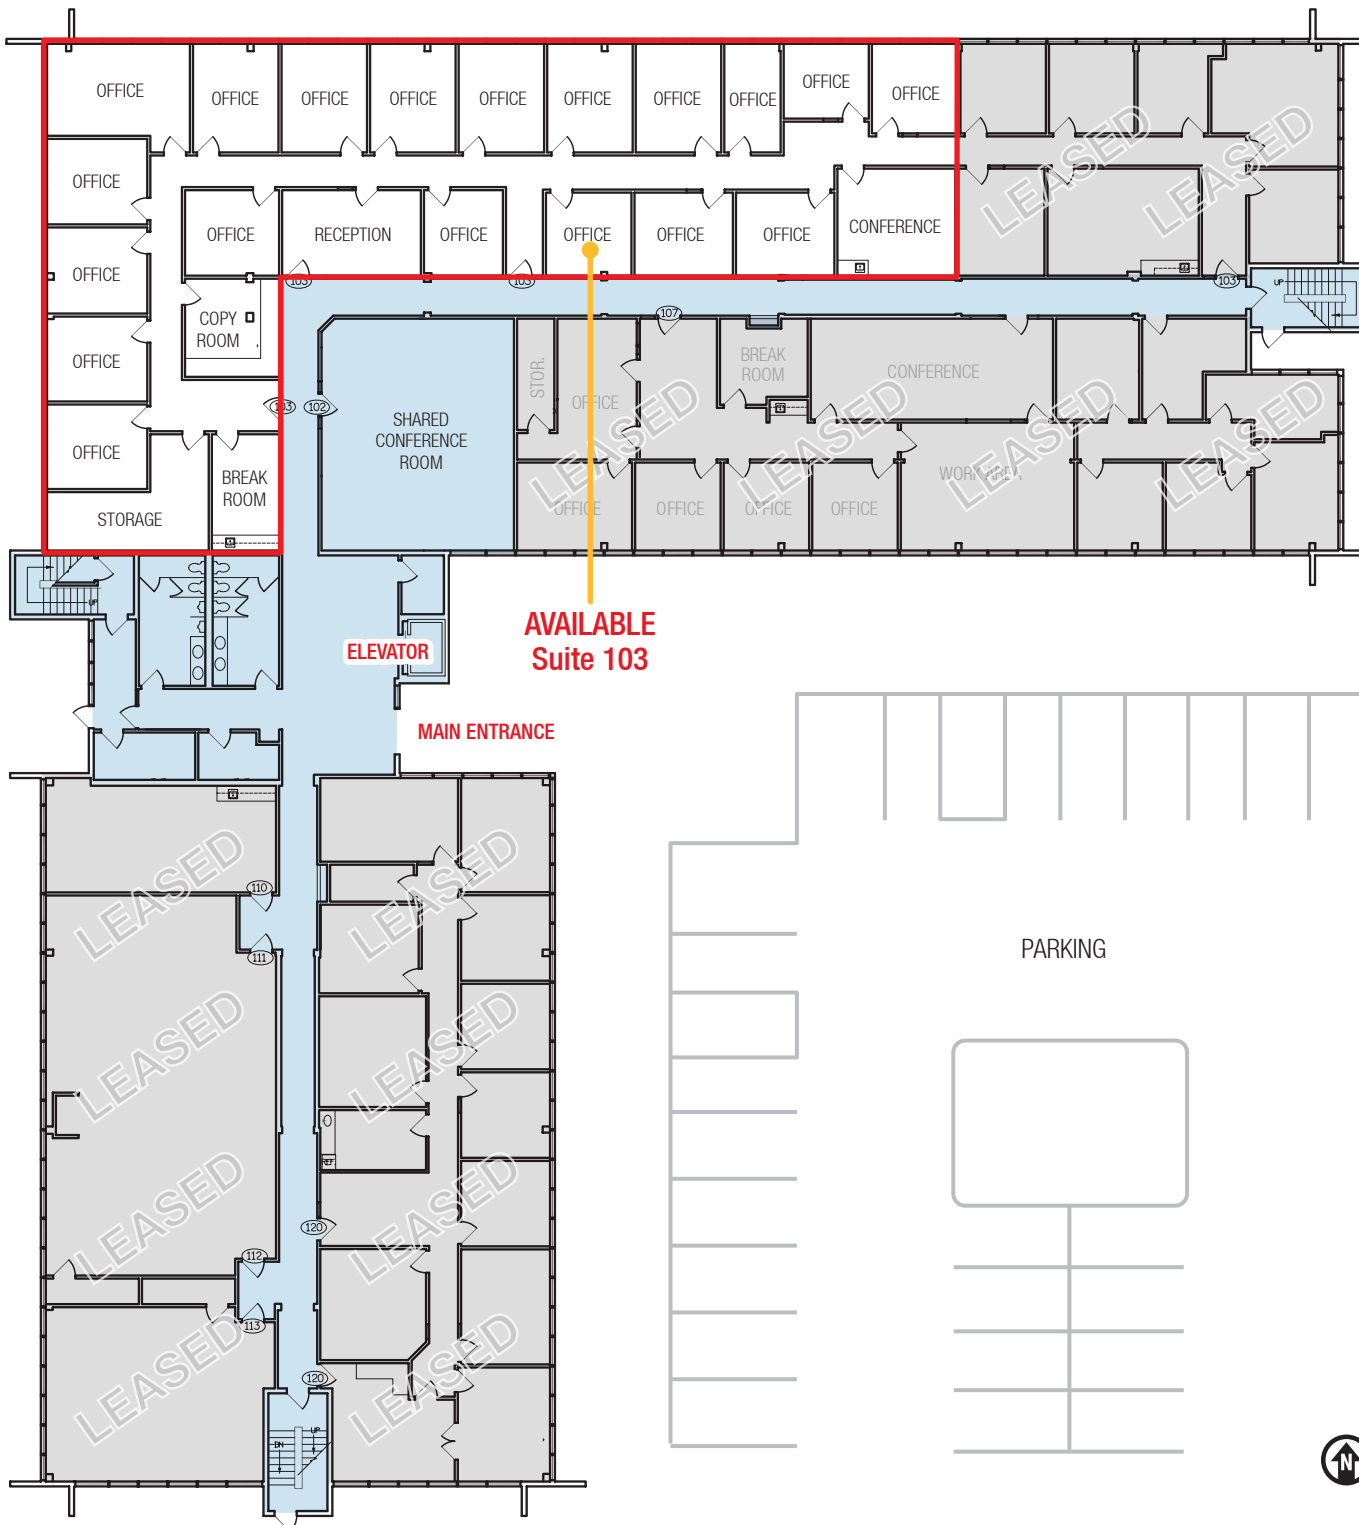 OFFICE
OFFICE
OFFICE
OFFICE
OFFICE
OFFICE
OFFICE
OFFICE
OFFICE
OFFICE
LEASED
LEASED
OFFICE
OFFICE
RECEPTION
OFFICE
OFFICE
OFFICE
OFFICE
CONFERENCE
OFFICE
103
103
103
UP
COPY
ROOM
107
OFFICE
STOR.
OFFICE
BREAK
ROOM
CONFERENCE
103
102
SHARED
CONFERENCE
ROOM
LEASED
LEASED
LEASED
LEASED
OFFICE
BREAK
ROOM
WORK AREA
STORAGE
OFFICE
OFFICE
OFFICE
OFFICE
UP
AVAILABLE
Suite 103
ELEVATOR
MAIN ENTRANCE
110
LEASED
LEASED
111
PARKING
LEASED
LEASED
REF
LEASED
LEASED
120
112
113
LEASED
LEASED
120
UP
DN
N